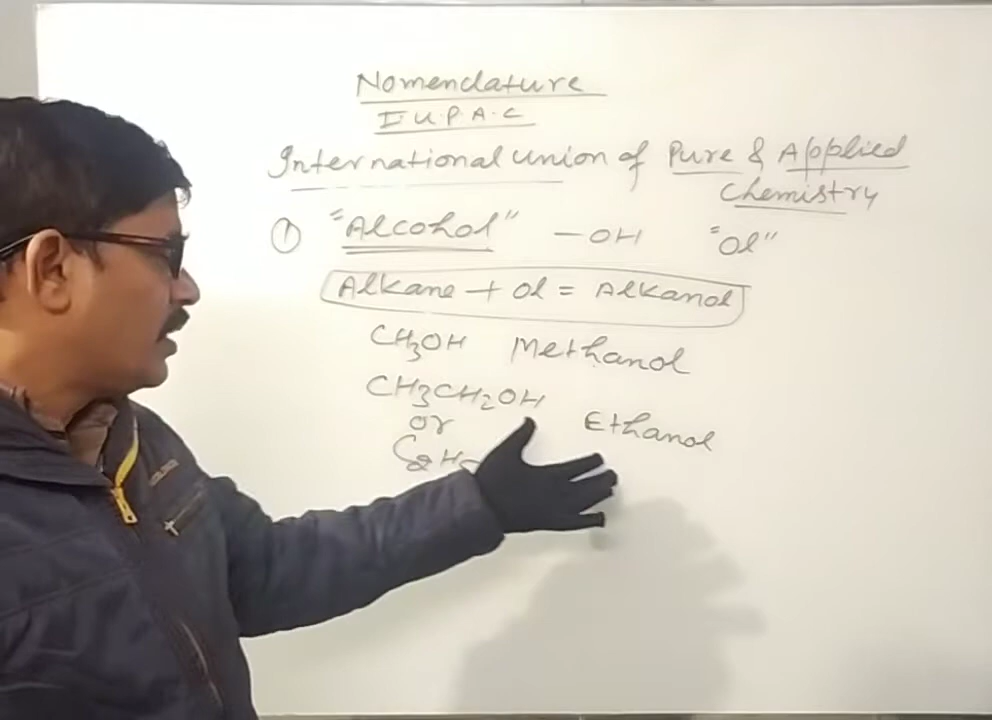 Nomenclature
I.U.P.A.C
International union of Pure & Applied
Chemistry
① "Alcohol" - OH "Ol"
Alkane + Ol = Alkanol
CH3OH Methanol
CH3CH2OH
or Ethanol
C2H5